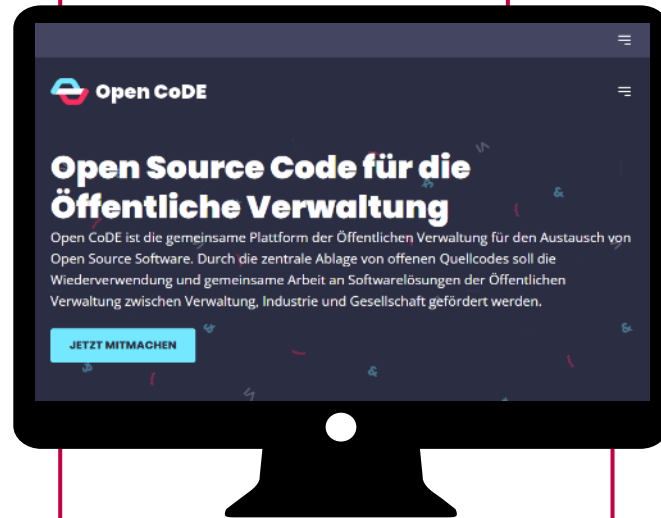 Open CoDE
Open Source Code für die
Öffentliche Verwaltung
Open CoDE ist die gemeinsame Plattform der Öffentlichen Verwaltung für den Austausch von
Open Source Software. Durch die zentrale Ablage von offenen Quellcodes soll die
Wiederverwendung und gemeinsame Arbeit an Softwarelösungen der Öffentlichen
Verwaltung zwischen Verwaltung, Industrie und Gesellschaft gefördert werden.
JETZT MITMACHEN